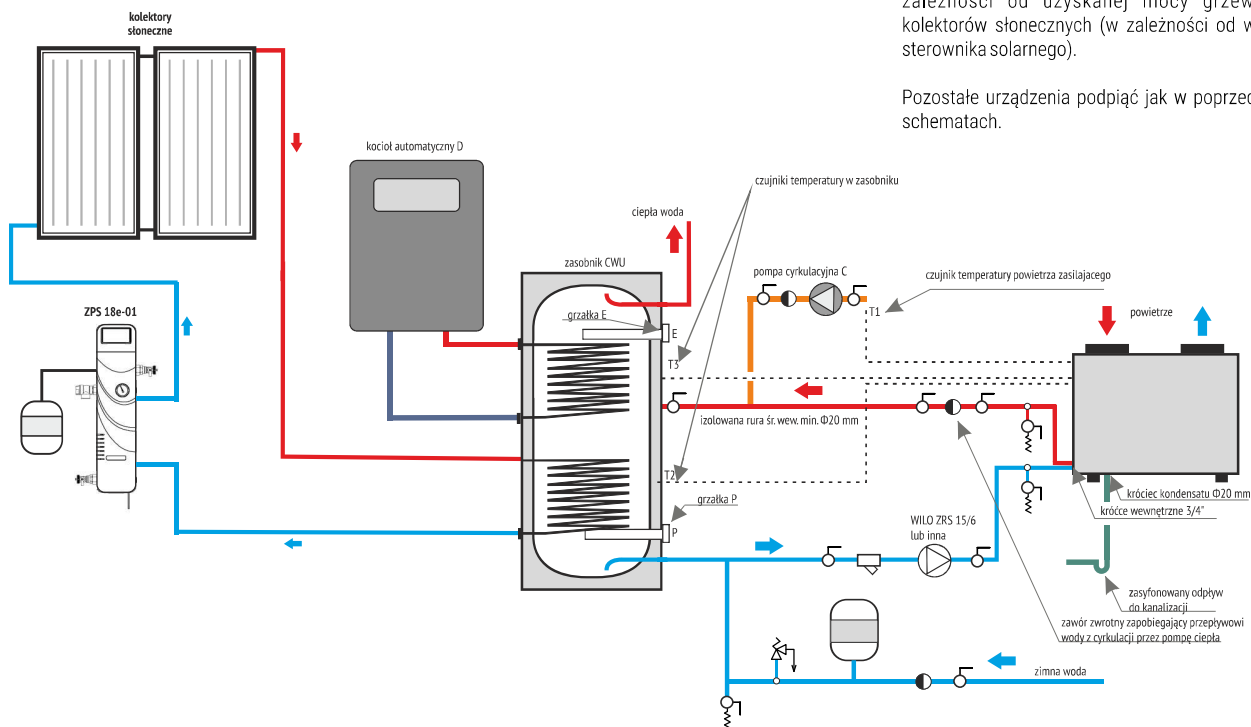 zależności od uzyskanej mocy grzew
kolektorów słonecznych (w zależności od w
sterownika solarnego).
Pozostałe urządzenia podpiąć jak w poprzed
schematach.
kolektory
słoneczne
kocioł automatyczny D
czujniki temperatury w zasobniku
ciepła woda
zasobnik CWU
pompa cyrkulacyjna C
czujnik temperatury powietrza zasilajacego
ZPS 18e-01
T1
powietrze
grzałka E
E
T3
izolowana rura śr. wew. min. Φ20 mm
T2
grzałka P
P
króciec kondensatu Φ20 mm
króćce wewnętrzne 3/4"
WILO ZRS 15/6
lub inna
zasyfonowany odpływ
do kanalizacji
zawór zwrotny zapobiegający przepływowi
wody z cyrkulacji przez pompę ciepła
zimna woda